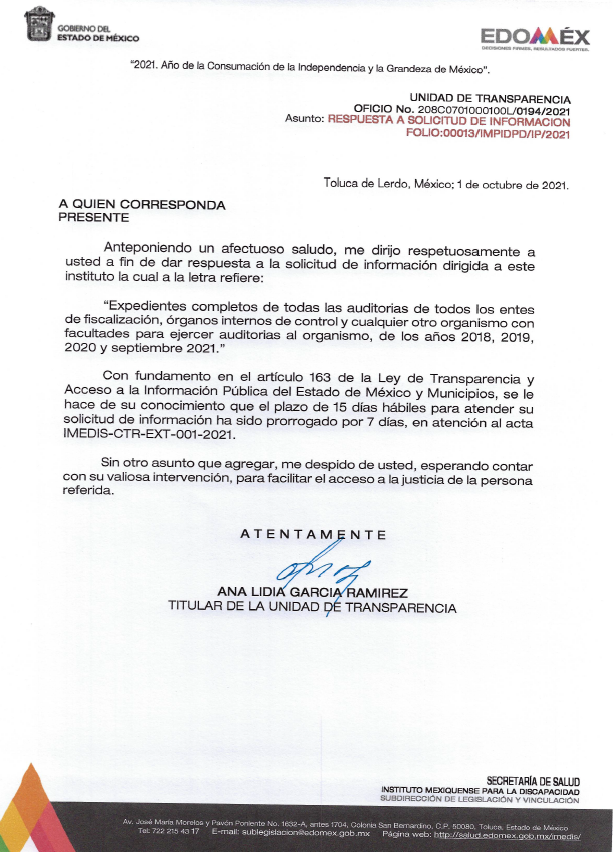 GOBIERNO DEL
ESTADO DE MÉXICO
EDOMÉX
DECISIONES FIRMES, RESULTADOS FUERTES.
"2021. Año de la Consumación de la Independencia y la Grandeza de México".
UNIDAD DE TRANSPARENCIA
OFICIO No. 208C0701000100L/0194/2021
Asunto: RESPUESTA A SOLICITUD DE INFORMACION
FOLIO:00013/IMPIDPD/IP/2021
Toluca de Lerdo, México; 1 de octubre de 2021.
A QUIEN CORRESPONDA
PRESENTE
Anteponiendo un afectuoso saludo, me dirijo respetuosamente a
usted a fin de dar respuesta a la solicitud de información dirigida a este
instituto la cual a la letra refiere:
"Expedientes completos de todas las auditorias de todos los entes
de fiscalización, órganos internos de control y cualquier otro organismo con
facultades para ejercer auditorias al organismo, de los años 2018, 2019,
2020 y septiembre 2021."
Con fundamento en el artículo 163 de la Ley de Transparencia y
Acceso a la Información Pública del Estado de México y Municipios, se le
hace de su conocimiento que el plazo de 15 días hábiles para atender su
solicitud de información ha sido prorrogado por 7 días, en atención al acta
IMEDIS-CTR-EXT-001-2021.
Sin otro asunto que agregar, me despido de usted, esperando contar
con su valiosa intervención, para facilitar el acceso a la justicia de la persona
referida.
A T E N T A M E N T E
ANA LIDIA GARCIA RAMIREZ
TITULAR DE LA UNIDAD DE TRANSPARENCIA
SECRETARÍA DE SALUD
INSTITUTO MEXIQUENSE PARA LA DISCAPACIDAD
SUBDIRECCIÓN DE LEGISLACIÓN Y VINCULACIÓN
Av. José María Morelos y Pavón Poniente No. 1632-A, antes 1704, Colonia San Bernardino, C.P. 50080, Toluca, Estado de México
Tel: 722 215 43 17 E-mail: sublegislacion@edomex.gob.mx Página web: http://salud.edomex.gob.mx/imedis/